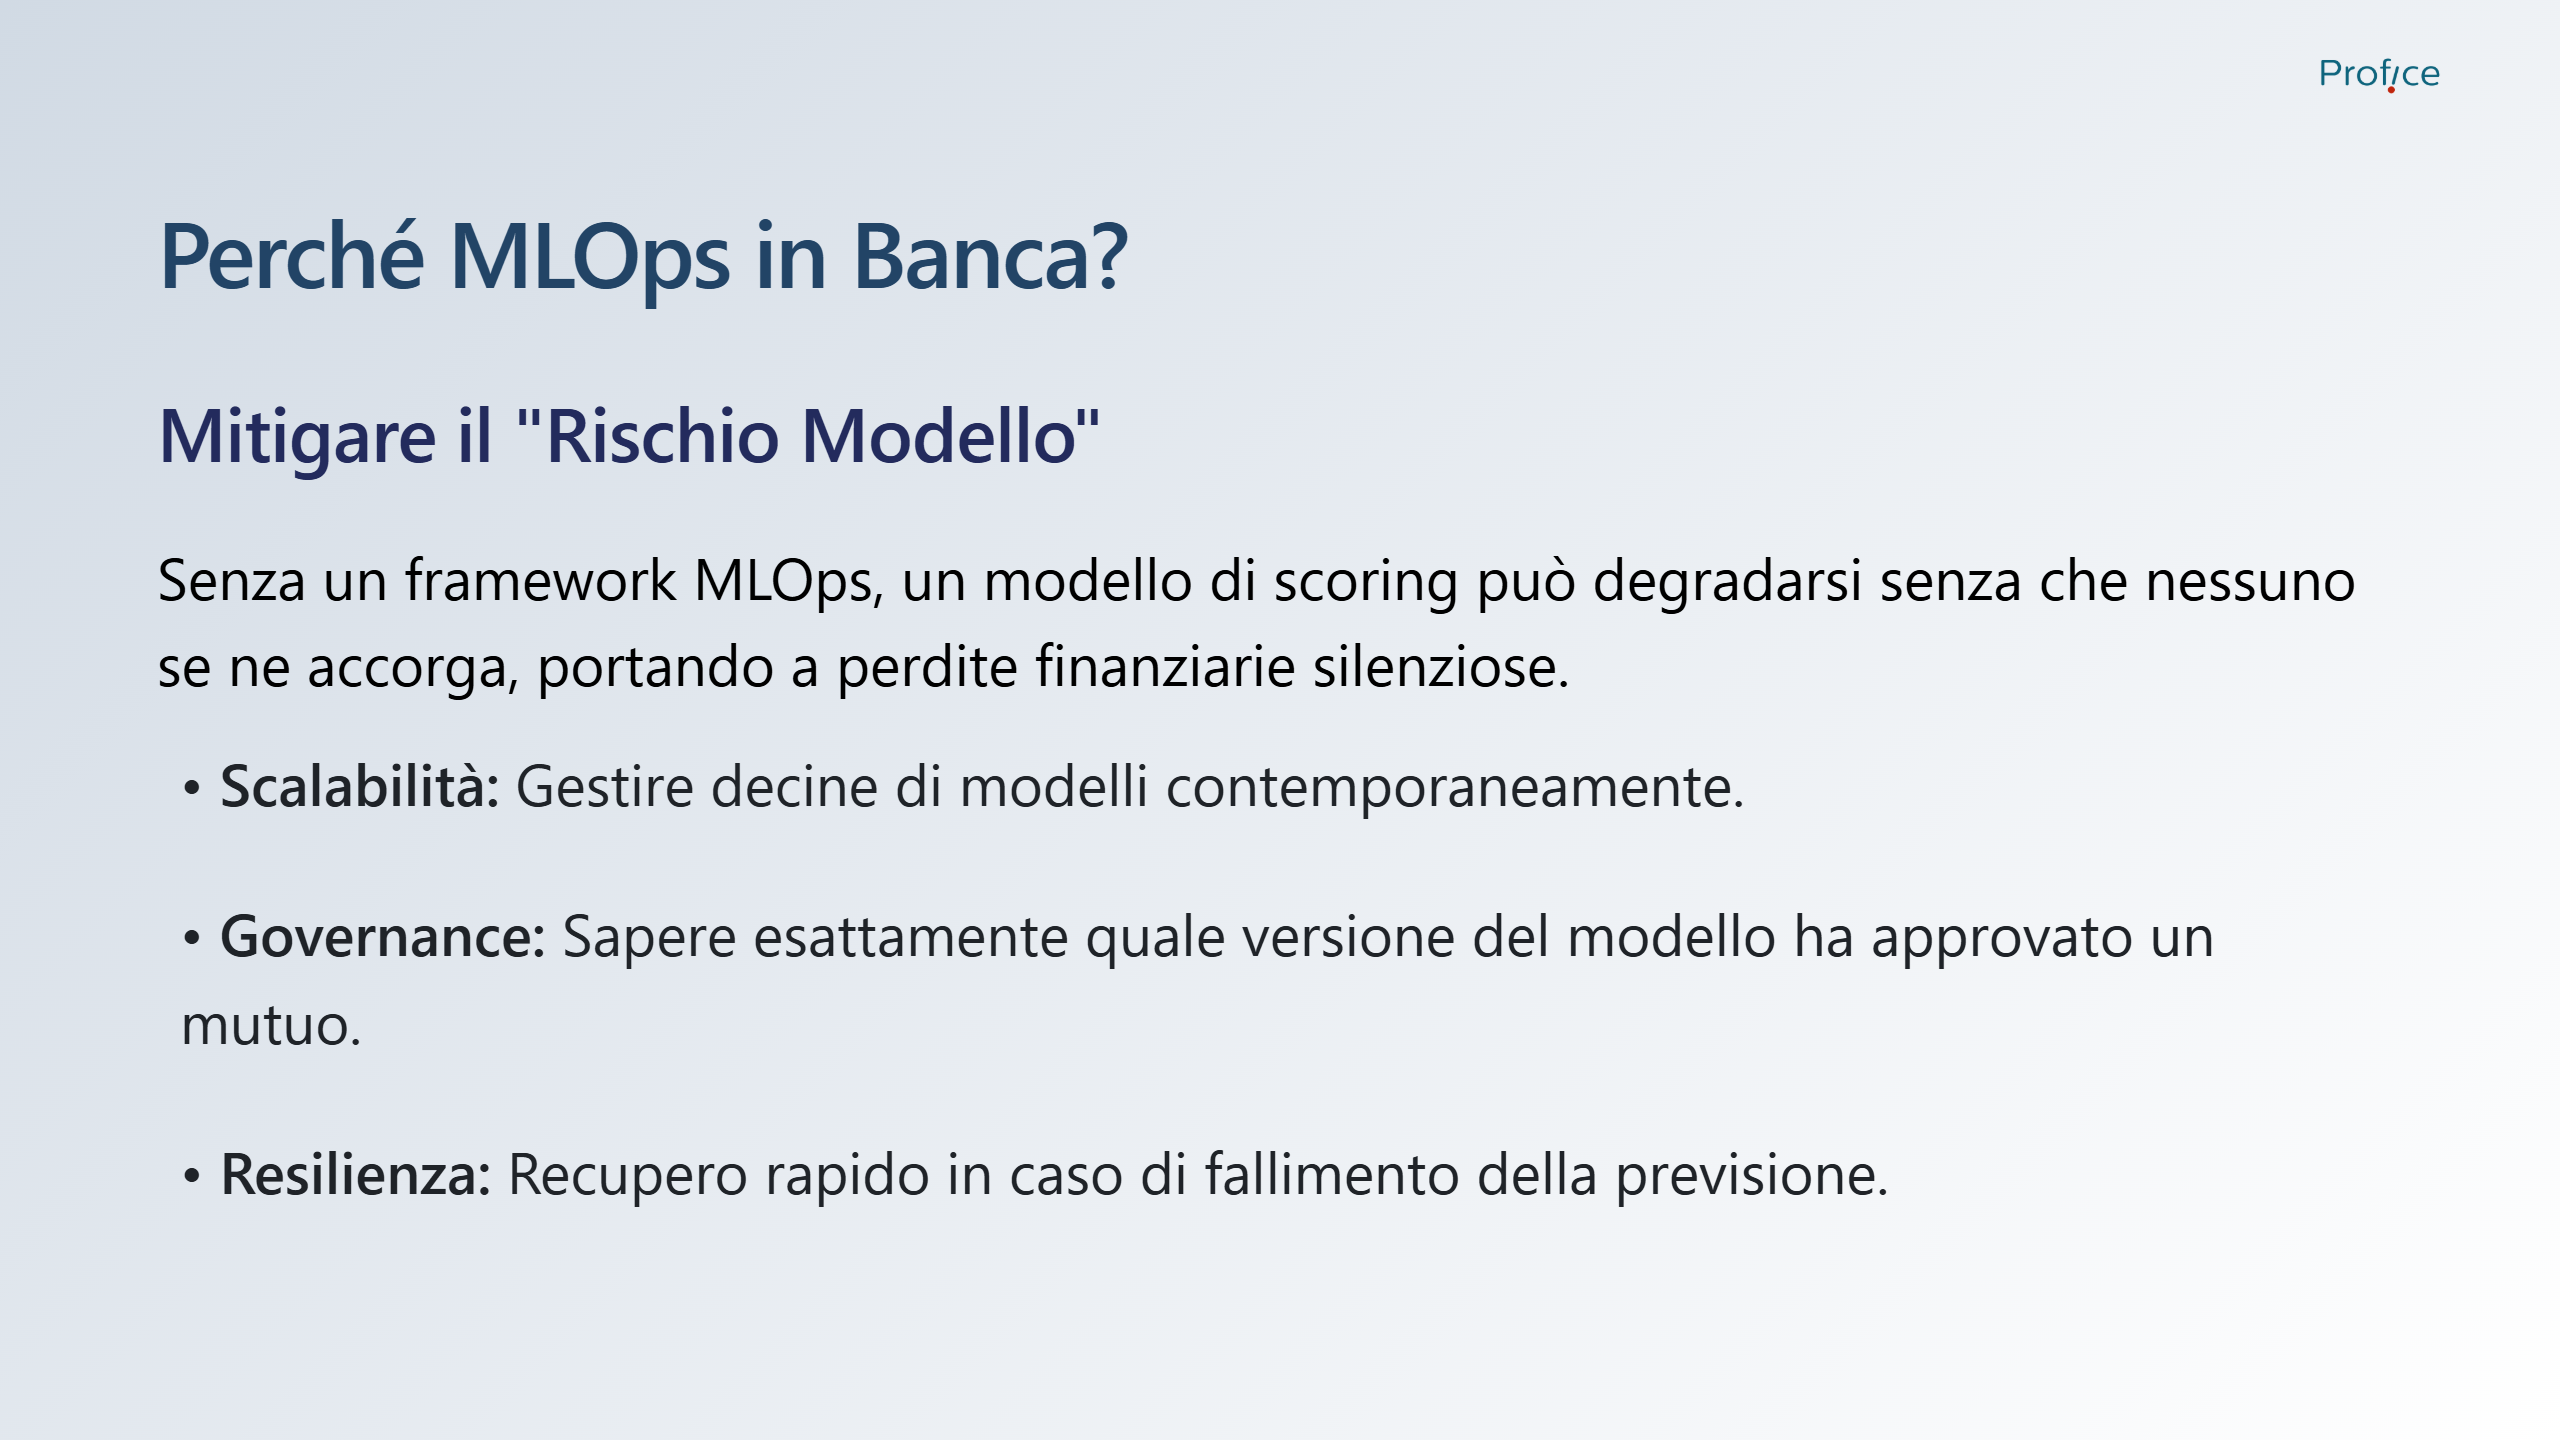 Profice
Perché MLOps in Banca?
Mitigare il "Rischio Modello"
Senza un framework MLOps, un modello di scoring può degradarsi senza che nessuno
se ne accorga, portando a perdite finanziarie silenziose.
• Scalabilità: Gestire decine di modelli contemporaneamente.
• Governance: Sapere esattamente quale versione del modello ha approvato un
mutuo.
• Resilienza: Recupero rapido in caso di fallimento della previsione.